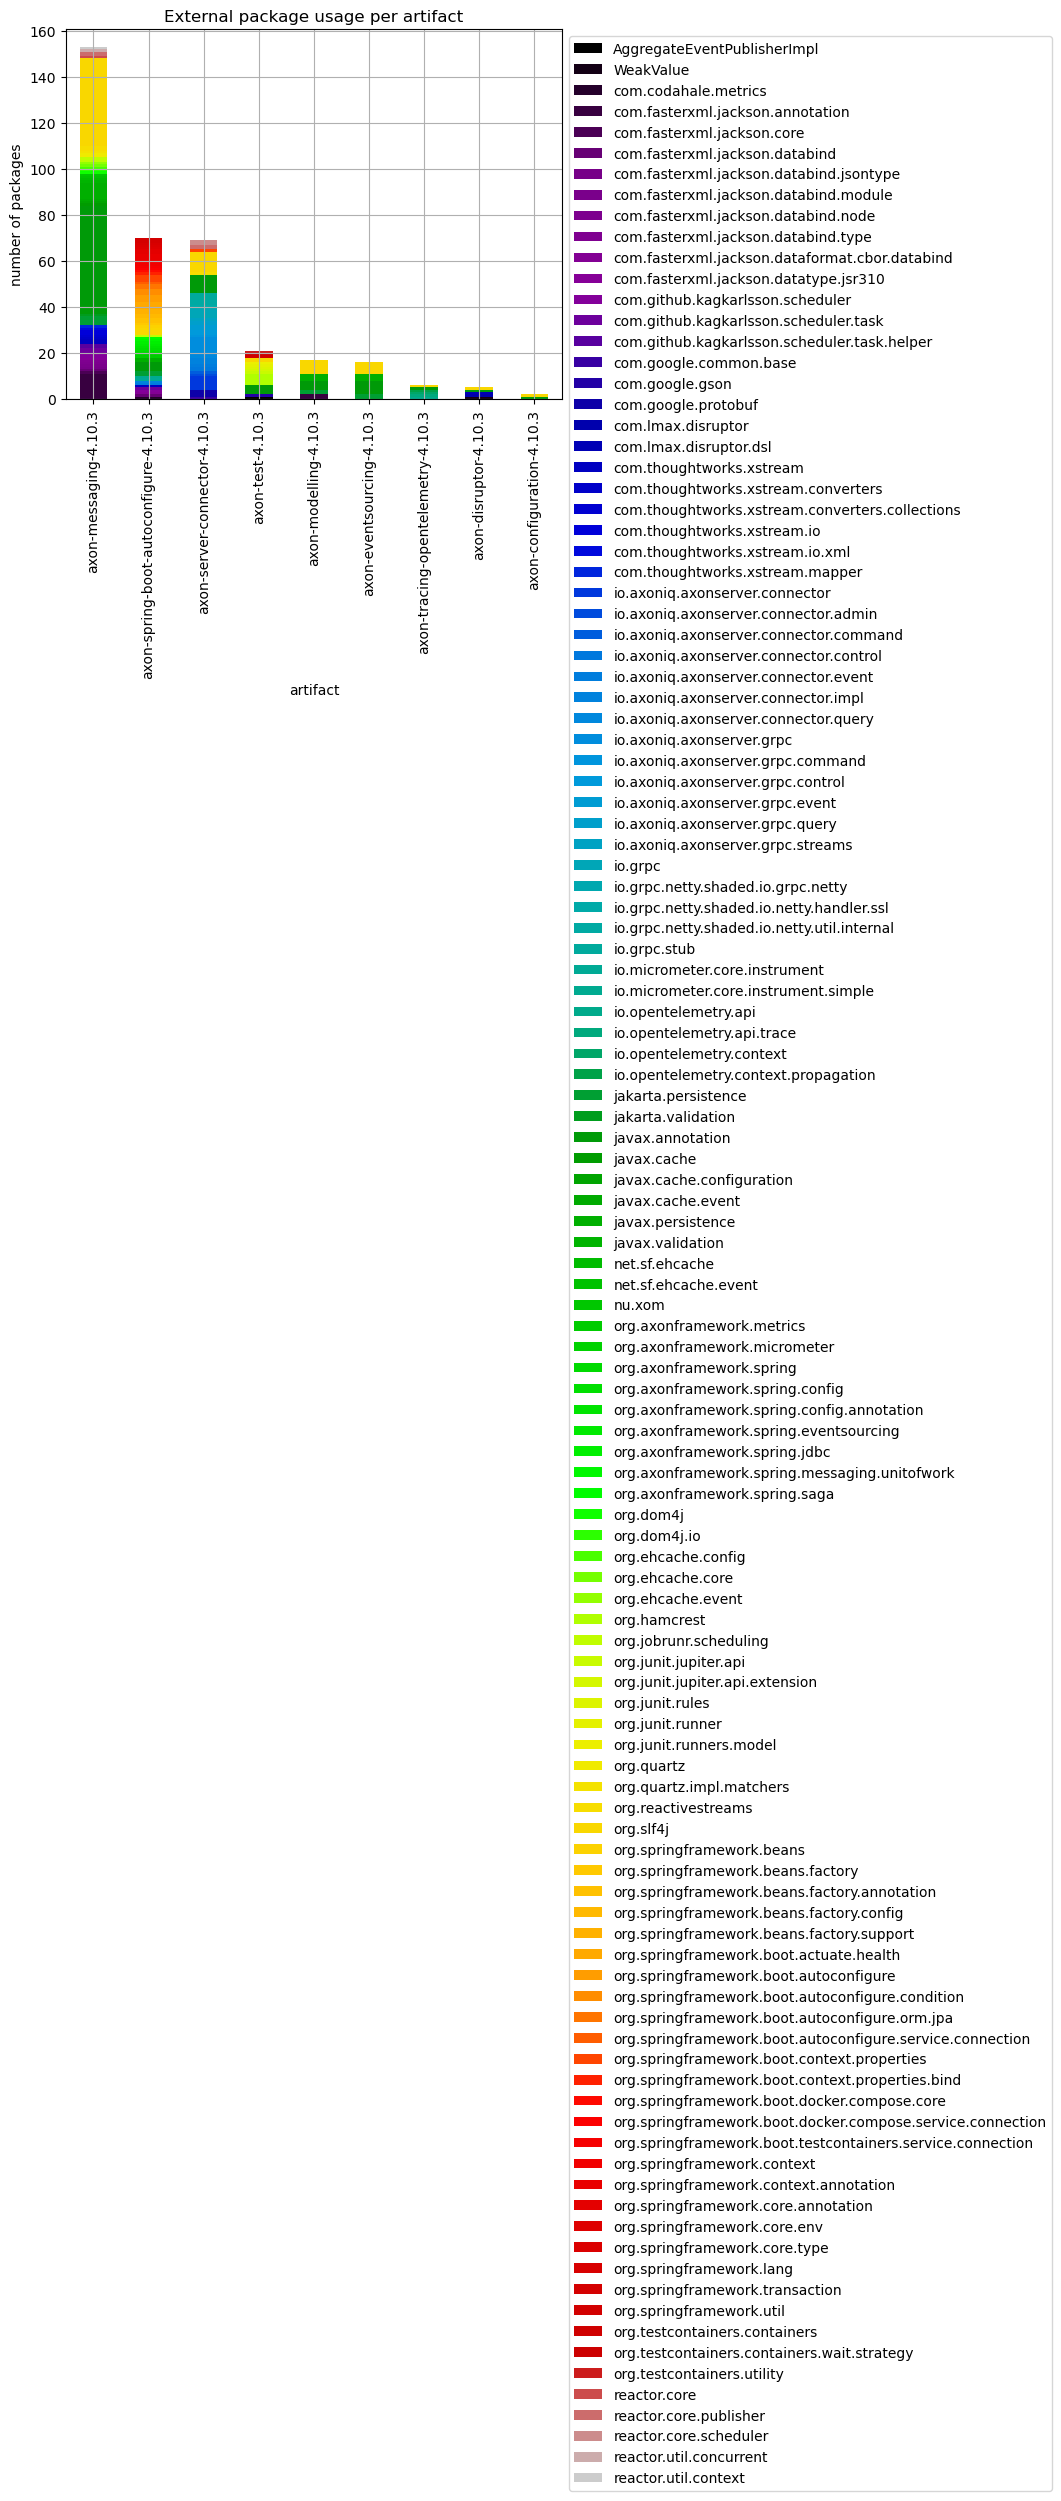 External package usage per artifact
160
140
120
100
80
60
40
20
0
number of packages
axon-messaging-4.10.3
axon-spring-boot-autoconfigure-4.10.3
axon-server-connector-4.10.3
axon-test-4.10.3
axon-modelling-4.10.3
axon-eventsourcing-4.10.3
axon-tracing-opentelemetry-4.10.3
axon-disruptor-4.10.3
axon-configuration-4.10.3
artifact
AggregateEventPublisherImpl
WeakValue
com.codahale.metrics
com.fasterxml.jackson.annotation
com.fasterxml.jackson.core
com.fasterxml.jackson.databind
com.fasterxml.jackson.databind.jsontype
com.fasterxml.jackson.databind.module
com.fasterxml.jackson.databind.node
com.fasterxml.jackson.databind.type
com.fasterxml.jackson.dataformat.cbor.databind
com.fasterxml.jackson.datatype.jsr310
com.github.kagkarlsson.scheduler
com.github.kagkarlsson.scheduler.task
com.github.kagkarlsson.scheduler.task.helper
com.google.common.base
com.google.gson
com.google.protobuf
com.lmax.disruptor
com.lmax.disruptor.dsl
com.thoughtworks.xstream
com.thoughtworks.xstream.converters
com.thoughtworks.xstream.converters.collections
com.thoughtworks.xstream.io
com.thoughtworks.xstream.io.xml
com.thoughtworks.xstream.mapper
io.axoniq.axonserver.connector
io.axoniq.axonserver.connector.admin
io.axoniq.axonserver.connector.command
io.axoniq.axonserver.connector.control
io.axoniq.axonserver.connector.event
io.axoniq.axonserver.connector.impl
io.axoniq.axonserver.connector.query
io.axoniq.axonserver.grpc
io.axoniq.axonserver.grpc.command
io.axoniq.axonserver.grpc.control
io.axoniq.axonserver.grpc.event
io.axoniq.axonserver.grpc.query
io.axoniq.axonserver.grpc.streams
io.grpc
io.grpc.netty.shaded.io.grpc.netty
io.grpc.netty.shaded.io.netty.handler.ssl
io.grpc.netty.shaded.io.netty.util.internal
io.grpc.stub
io.micrometer.core.instrument
io.micrometer.core.instrument.simple
io.opentelemetry.api
io.opentelemetry.api.trace
io.opentelemetry.context
io.opentelemetry.context.propagation
jakarta.persistence
jakarta.validation
javax.annotation
javax.cache
javax.cache.configuration
javax.cache.event
javax.persistence
javax.validation
net.sf.ehcache
net.sf.ehcache.event
nu.xom
org.axonframework.metrics
org.axonframework.micrometer
org.axonframework.spring
org.axonframework.spring.config
org.axonframework.spring.config.annotation
org.axonframework.spring.eventsourcing
org.axonframework.spring.jdbc
org.axonframework.spring.messaging.unitofwork
org.axonframework.spring.saga
org.dom4j
org.dom4j.io
org.ehcache.config
org.ehcache.core
org.ehcache.event
org.hamcrest
org.jobrunr.scheduling
org.junit.jupiter.api
org.junit.jupiter.api.extension
org.junit.rules
org.junit.runner
org.junit.runners.model
org.quartz
org.quartz.impl.matchers
org.reactivestreams
org.slf4j
org.springframework.beans
org.springframework.beans.factory
org.springframework.beans.factory.annotation
org.springframework.beans.factory.config
org.springframework.beans.factory.support
org.springframework.boot.actuate.health
org.springframework.boot.autoconfigure
org.springframework.boot.autoconfigure.condition
org.springframework.boot.autoconfigure.orm.jpa
org.springframework.boot.autoconfigure.service.connection
org.springframework.boot.context.properties
org.springframework.boot.context.properties.bind
org.springframework.boot.docker.compose.core
org.springframework.boot.docker.compose.service.connection
org.springframework.boot.testcontainers.service.connection
org.springframework.context
org.springframework.context.annotation
org.springframework.core.annotation
org.springframework.core.env
org.springframework.core.type
org.springframework.lang
org.springframework.transaction
org.springframework.util
org.testcontainers.containers
org.testcontainers.containers.wait.strategy
org.testcontainers.utility
reactor.core
reactor.core.publisher
reactor.core.scheduler
reactor.util.concurrent
reactor.util.context